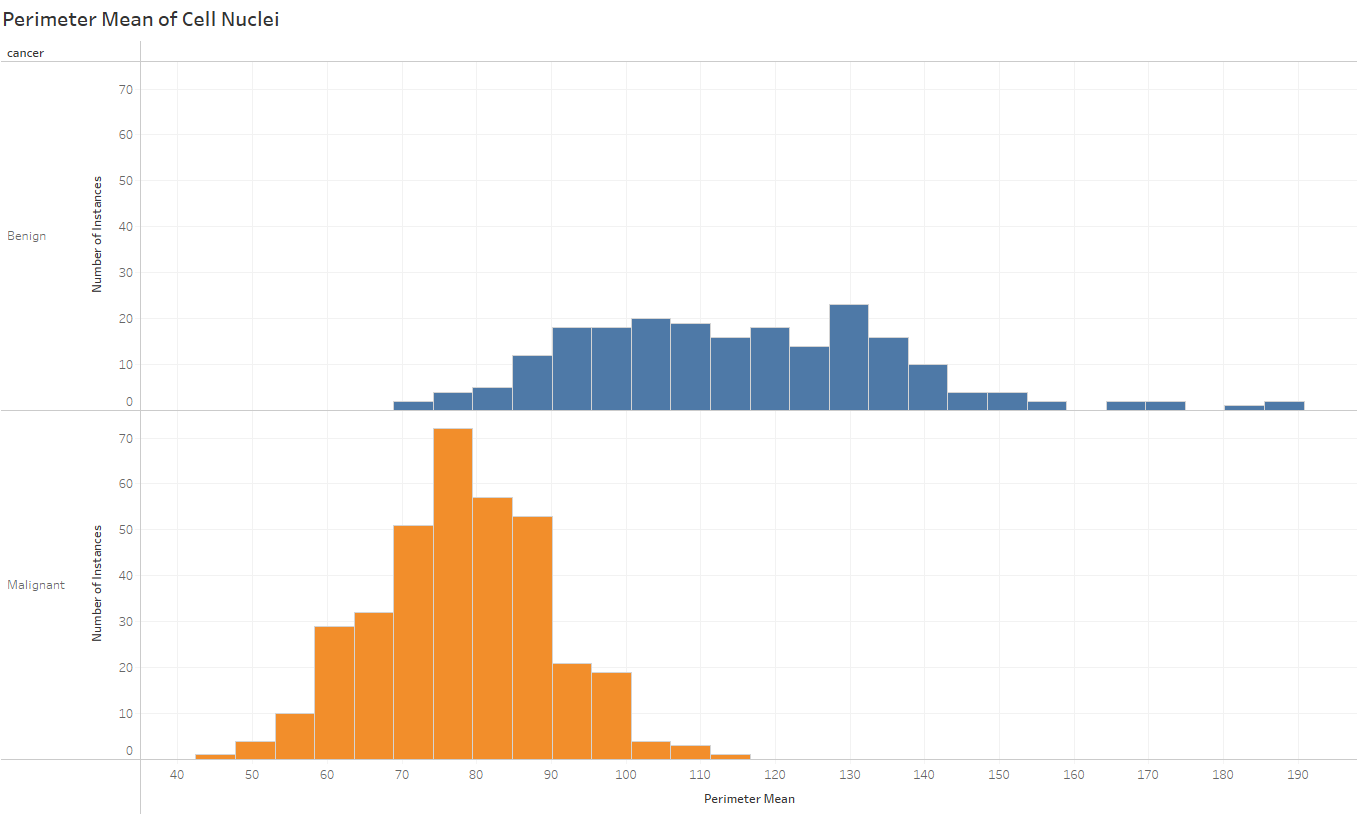 Perimeter Mean of Cell Nuclei
cancer
Benign
Number of Instances
70
60
50
40
30
20
10
0
Malignant
Number of Instances
70
60
50
40
30
20
10
0
40 50 60 70 80 90 100 110 120 130 140 150 160 170 180 190
Perimeter Mean